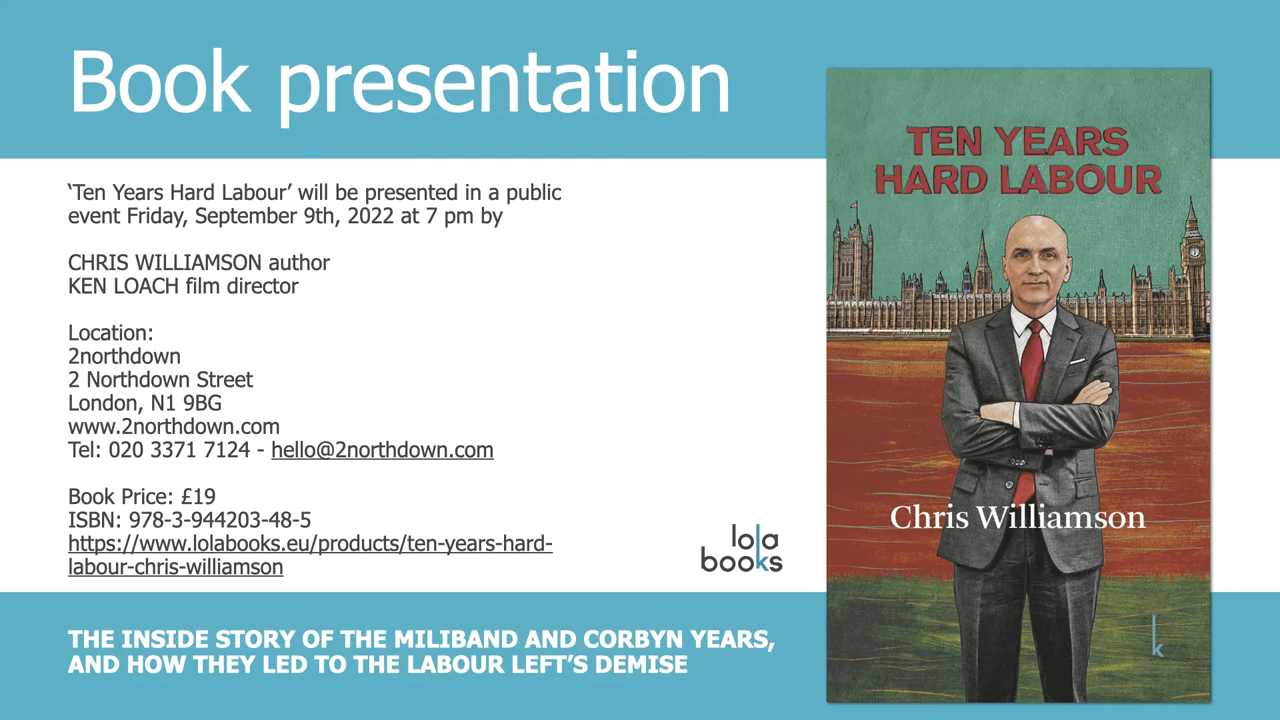 Book presentation
‘Ten Years Hard Labour’ will be presented in a public
event Friday, September 9th, 2022 at 7 pm by
CHRIS WILLIAMSON author
KEN LOACH film director
Location:
2northdown
2 Northdown Street
London, N1 9BG
www.2northdown.com
Tel: 020 3371 7124 - hello@2northdown.com
Book Price: £19
ISBN: 978-3-944203-48-5
https://www.lolabooks.eu/products/ten-years-hard-
labour-chris-williamson
lola
books
THE INSIDE STORY OF THE MILIBAND AND CORBYN YEARS,
AND HOW THEY LED TO THE LABOUR LEFT’S DEMISE
TEN YEARS
HARD LABOUR
Chris Williamson
lk